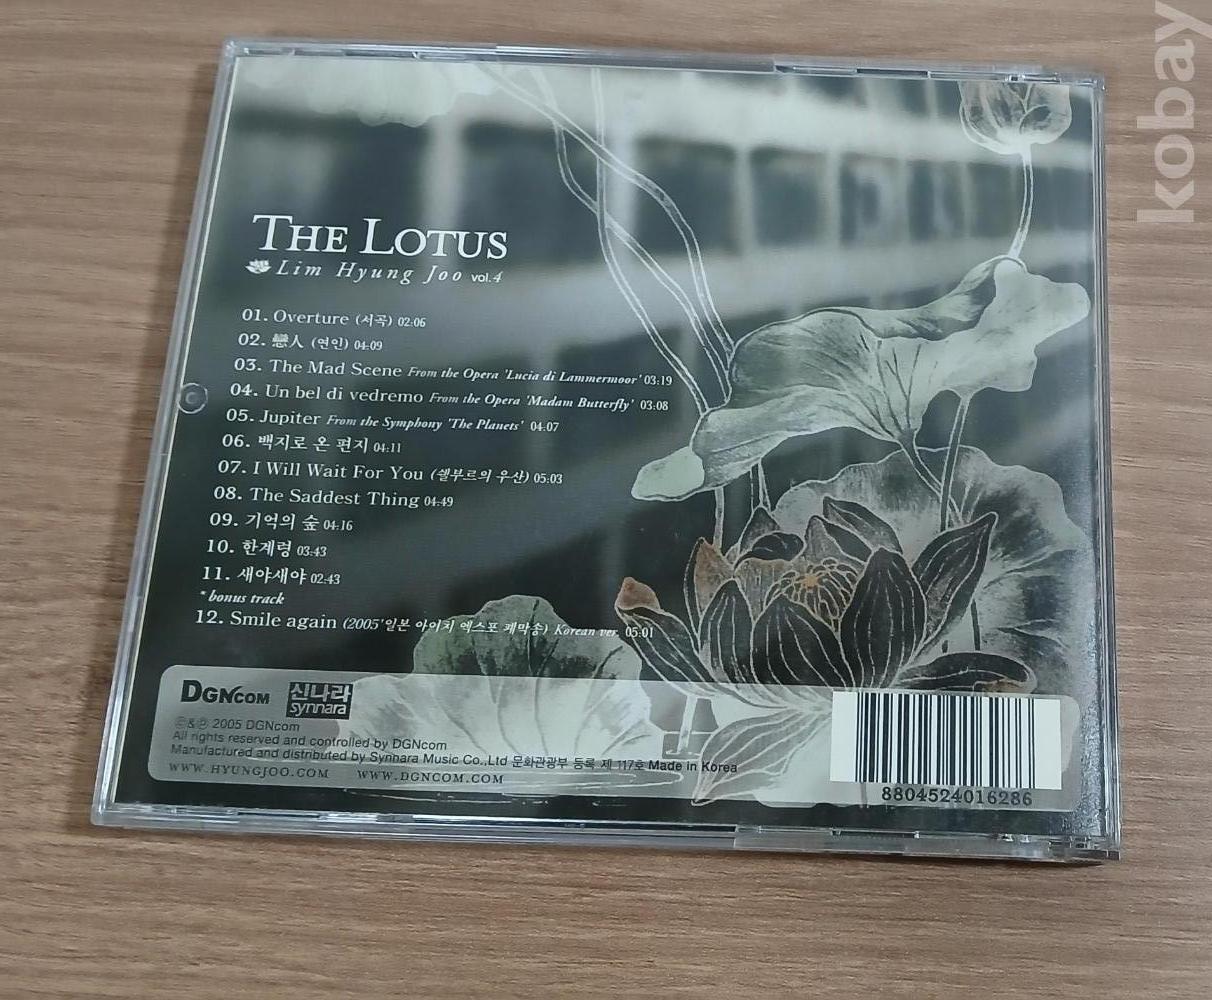 THE LOTUS
Lim Hyung Joo vol.4
01. Overture (서곡) 02:06
02. 戀人 (연인) 04:09
03. The Mad Scene From the Opera 'Lucia di Lammermoor' 03:19
04. Un bel di vedremo From the Opera 'Madam Butterfly' 03:08
05. Jupiter From the Symphony 'The Planets' 04:07
06. 백지로 온 편지 04:11
07. I Will Wait For You (쉘부르의 우산) 05:03
08. The Saddest Thing 04:49
09. 기억의 숲 04:16
10. 한계령 03:43
11. 새야새야 02:43
* bonus track
12. Smile again (2005'일본 아이치 엑스포 폐막송) Korean ver. 05:01
DGNCOM 신나라 synnara
ⓒ&ⓟ 2005 DGNcom
All rights reserved and controlled by DGNcom
Manufactured and distributed by Synnara Music Co.,Ltd 문화관광부 등록 제 117호 Made in Korea
WWW.HYUNGJOO.COM WWW.DGNCOM.COM
8804524016286
kobay